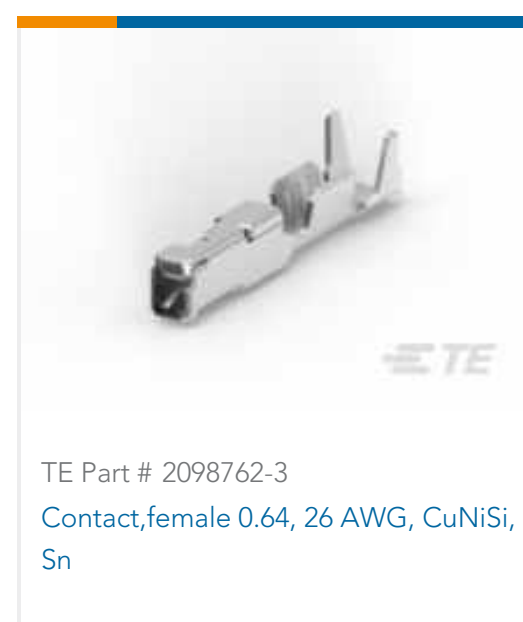 TE
TE Part # 2098762-3
Contact,female 0.64, 26 AWG, CuNiSi,
Sn